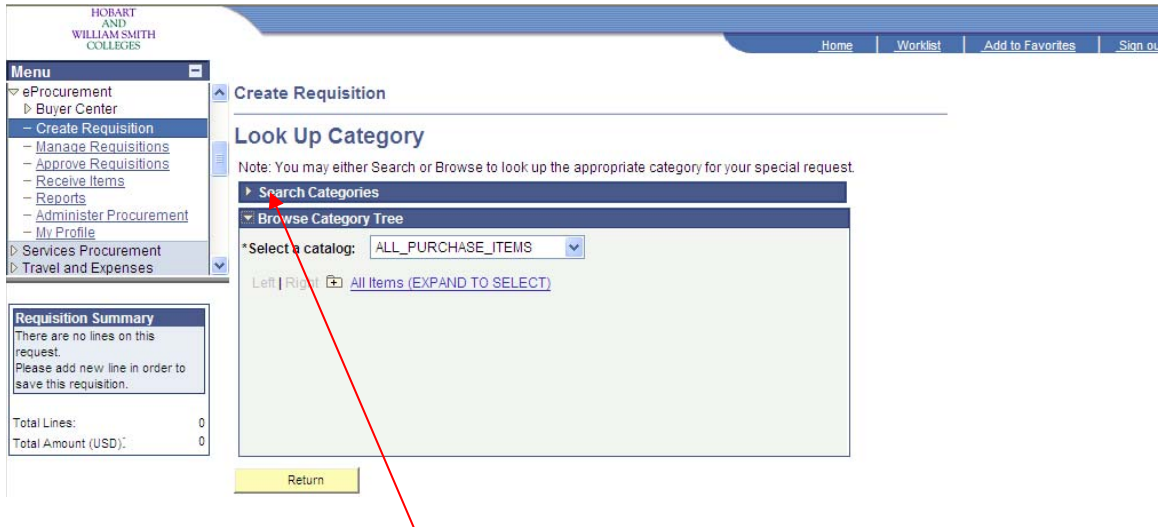 HOBART
AND
WILLIAM SMITH
COLLEGES
Home Worklist Add to Favorites Sign ou
Menu
eProcurement
Buyer Center
– Create Requisition
– Manage Requisitions
– Approve Requisitions
– Receive Items
– Reports
– Administer Procurement
– My Profile
Services Procurement
Travel and Expenses
Requisition Summary
There are no lines on this
request.
Please add new line in order to
save this requisition.
Total Lines: 0
Total Amount (USD): 0
Create Requisition
Look Up Category
Note: You may either Search or Browse to look up the appropriate category for your special request.
Search Categories
Browse Category Tree
*Select a catalog: ALL_PURCHASE_ITEMS
Left | Right All Items (EXPAND TO SELECT)
Return